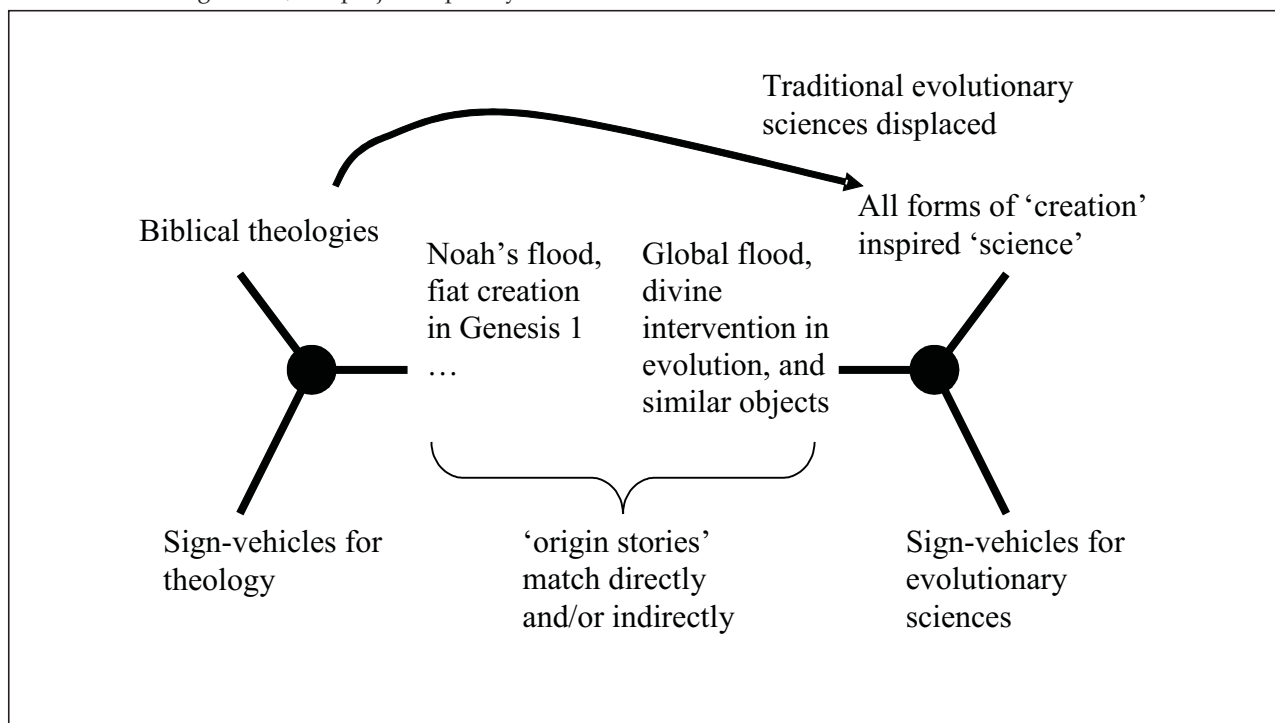 Traditional evolutionary
sciences displaced
All forms of ‘creation’
inspired ‘science’
Biblical theologies
Noah’s flood,
fiat creation
in Genesis 1
…
Global flood,
divine
intervention in
evolution, and
similar objects
Sign-vehicles for
theology
‘origin stories’
match directly
and/or indirectly
Sign-vehicles for
evolutionary
sciences